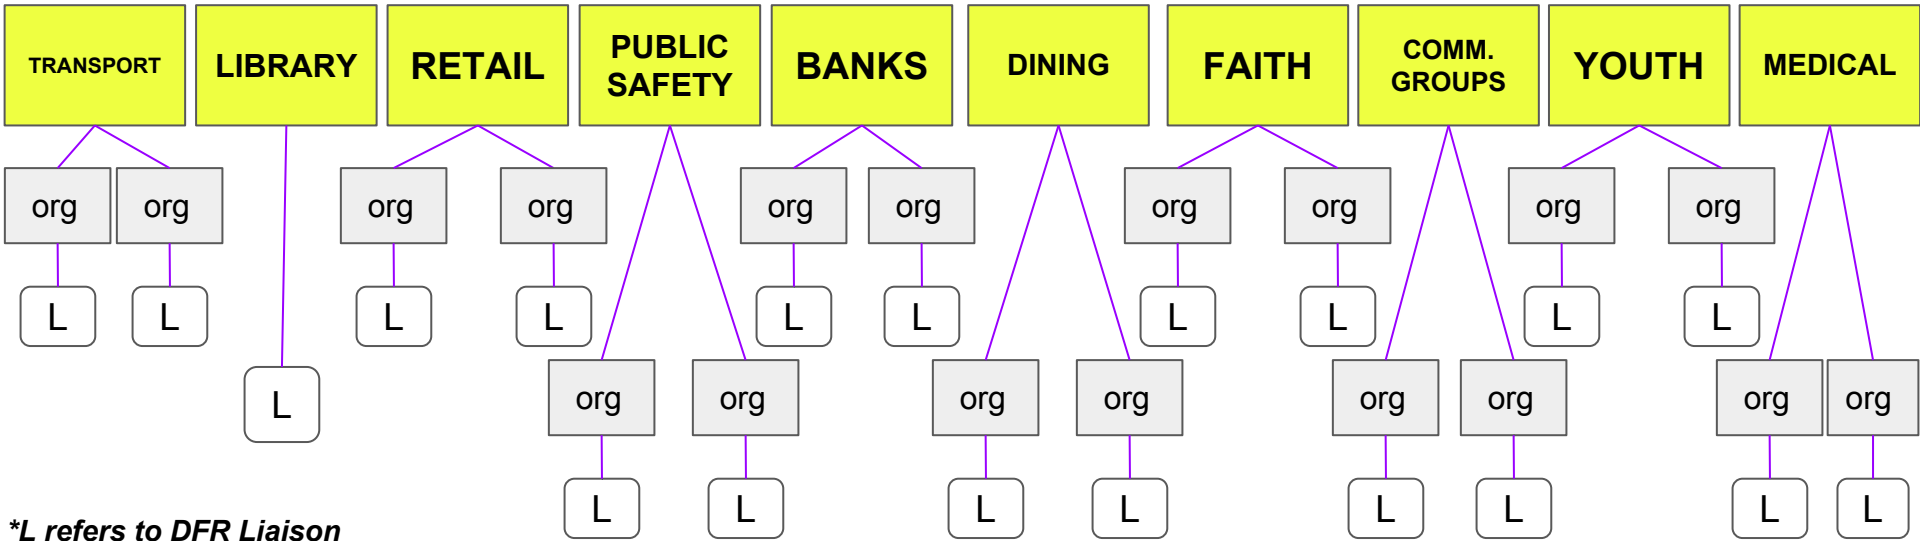 TRANSPORT
LIBRARY
RETAIL
PUBLIC
SAFETY
BANKS
DINING
FAITH
COMM.
GROUPS
YOUTH
MEDICAL
org
org
org
org
org
org
org
org
org
org
L
L
L
L
L
L
L
L
L
L
L
org
org
org
org
org
org
org
org
L
L
L
L
L
L
L
L
*L refers to DFR Liaison